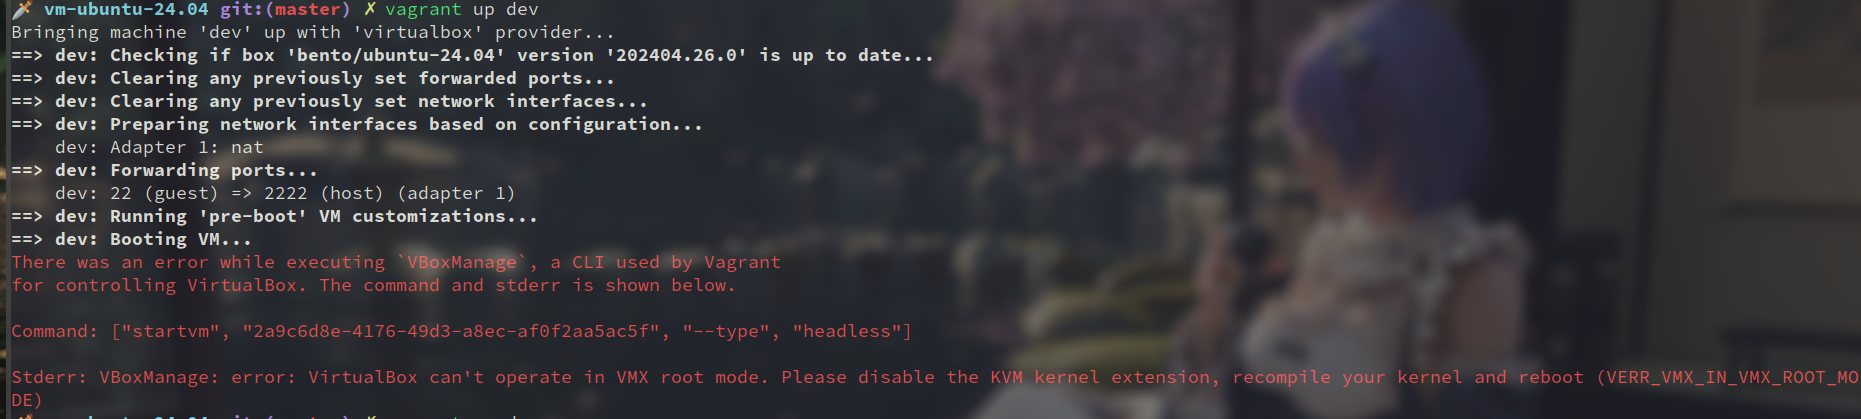 vm-ubuntu-24.04 git:(master) ✗ vagrant up dev
Bringing machine 'dev' up with 'virtualbox' provider...
==> dev: Checking if box 'bento/ubuntu-24.04' version '202404.26.0' is up to date...
==> dev: Clearing any previously set forwarded ports...
==> dev: Clearing any previously set network interfaces...
==> dev: Preparing network interfaces based on configuration...
dev: Adapter 1: nat
==> dev: Forwarding ports...
dev: 22 (guest) => 2222 (host) (adapter 1)
==> dev: Running 'pre-boot' VM customizations...
==> dev: Booting VM...
There was an error while executing `VBoxManage`, a CLI used by Vagrant
for controlling VirtualBox. The command and stderr is shown below.
Command: ["startvm", "2a9c6d8e-4176-49d3-a8ec-af0f2aa5ac5f", "--type", "headless"]
Stderr: VBoxManage: error: VirtualBox can't operate in VMX root mode. Please disable the KVM kernel extension, recompile your kernel and reboot (VERR_VMX_IN_VMX_ROOT_MO
DE)